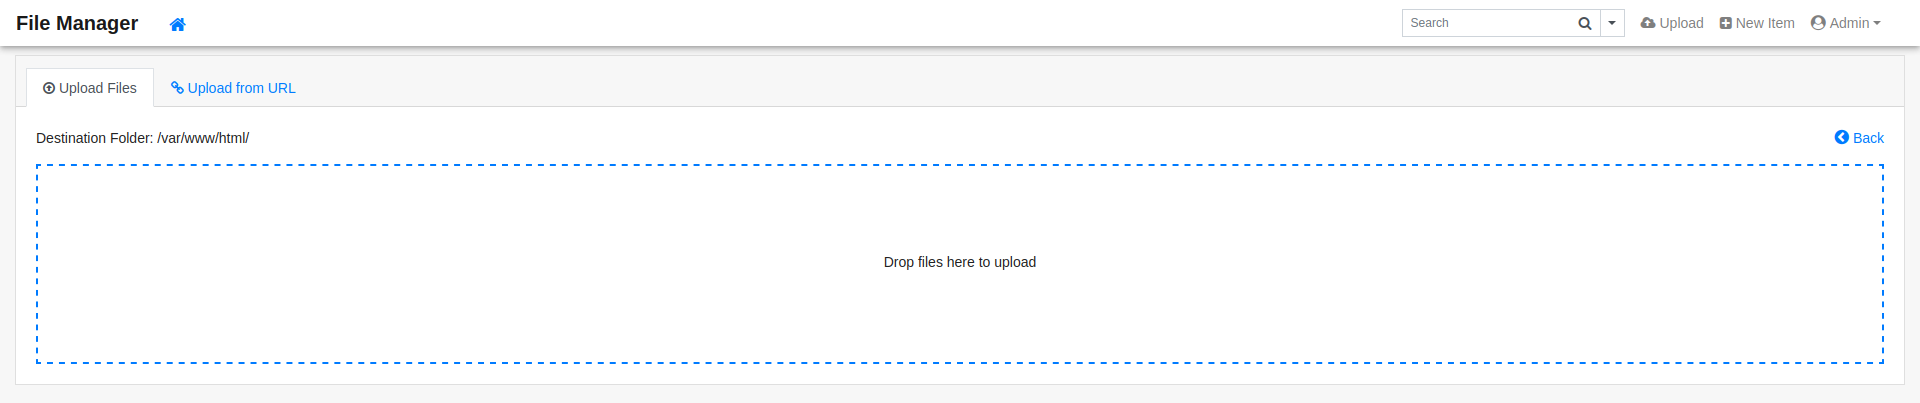 File Manager
Search
Upload
New Item
Admin
Upload Files
Upload from URL
Destination Folder: /var/www/html/
Back
Drop files here to upload